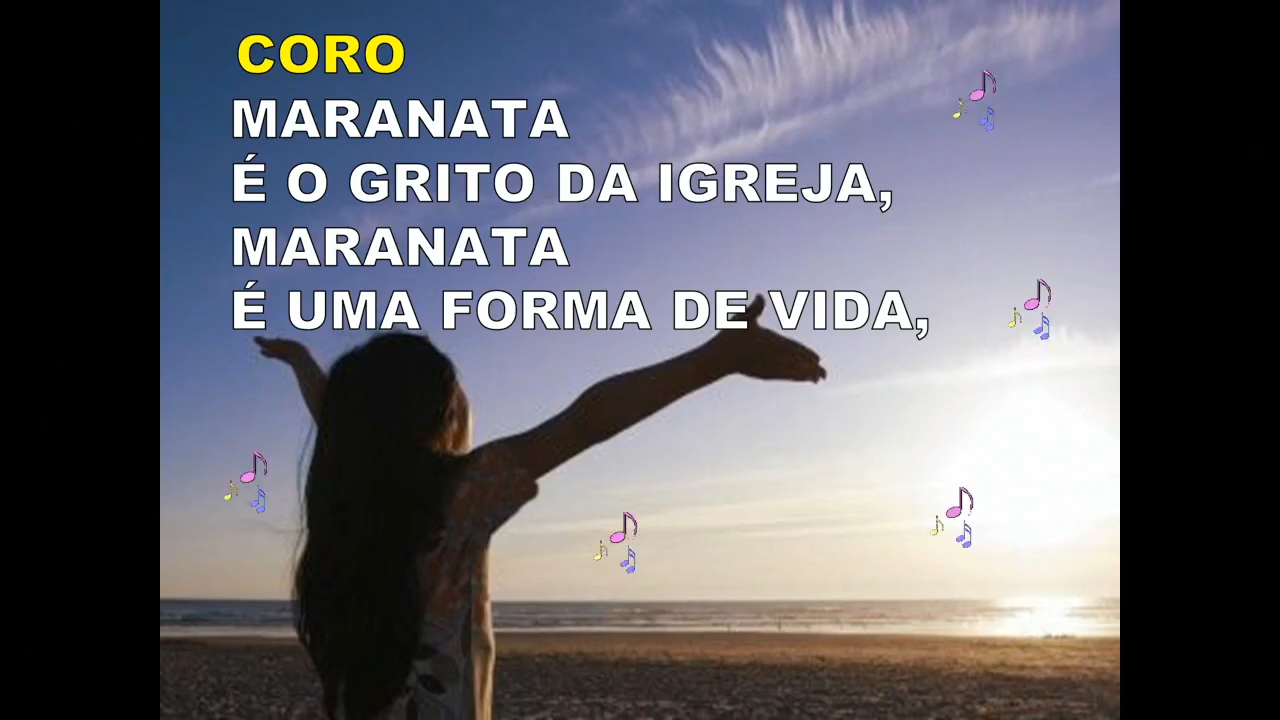 CORO
MARANATA
É O GRITO DA IGREJA,
MARANATA
É UMA FORMA DE VIDA,